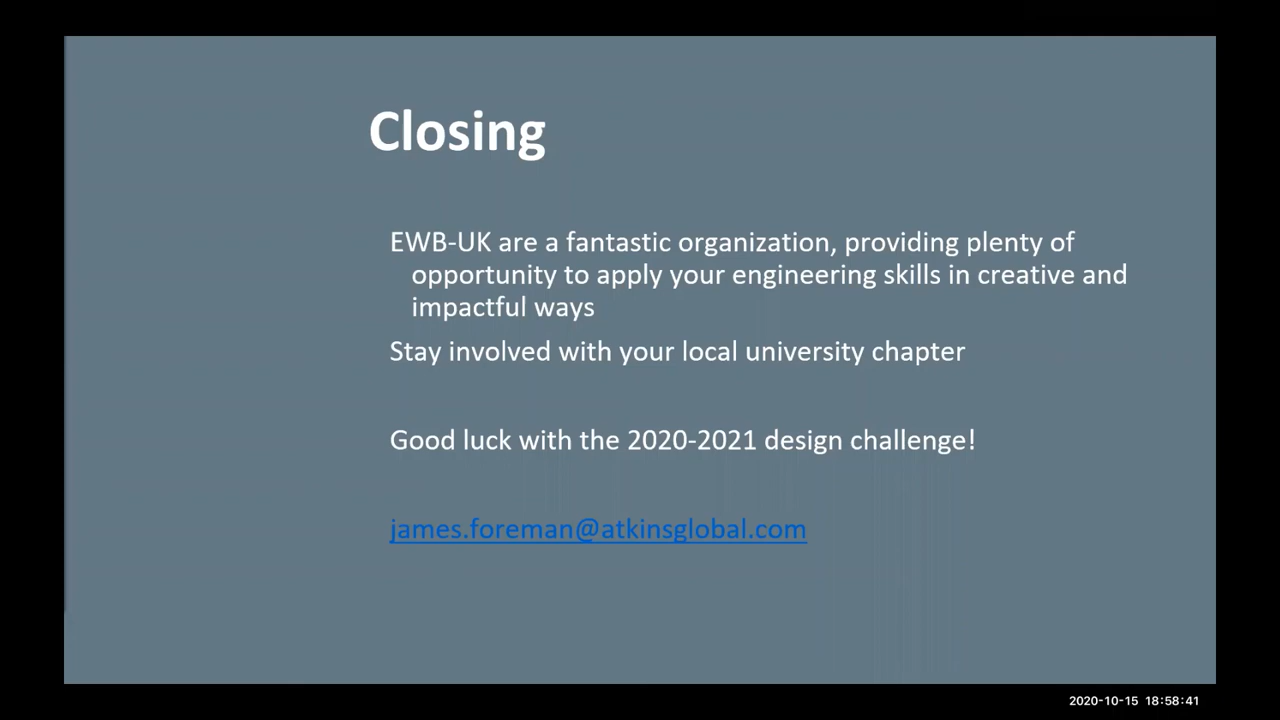 Closing
EWB-UK are a fantastic organization, providing plenty of
opportunity to apply your engineering skills in creative and
impactful ways
Stay involved with your local university chapter
Good luck with the 2020-2021 design challenge!
james.foreman@atkinsglobal.com
2020-10-15 18:58:41